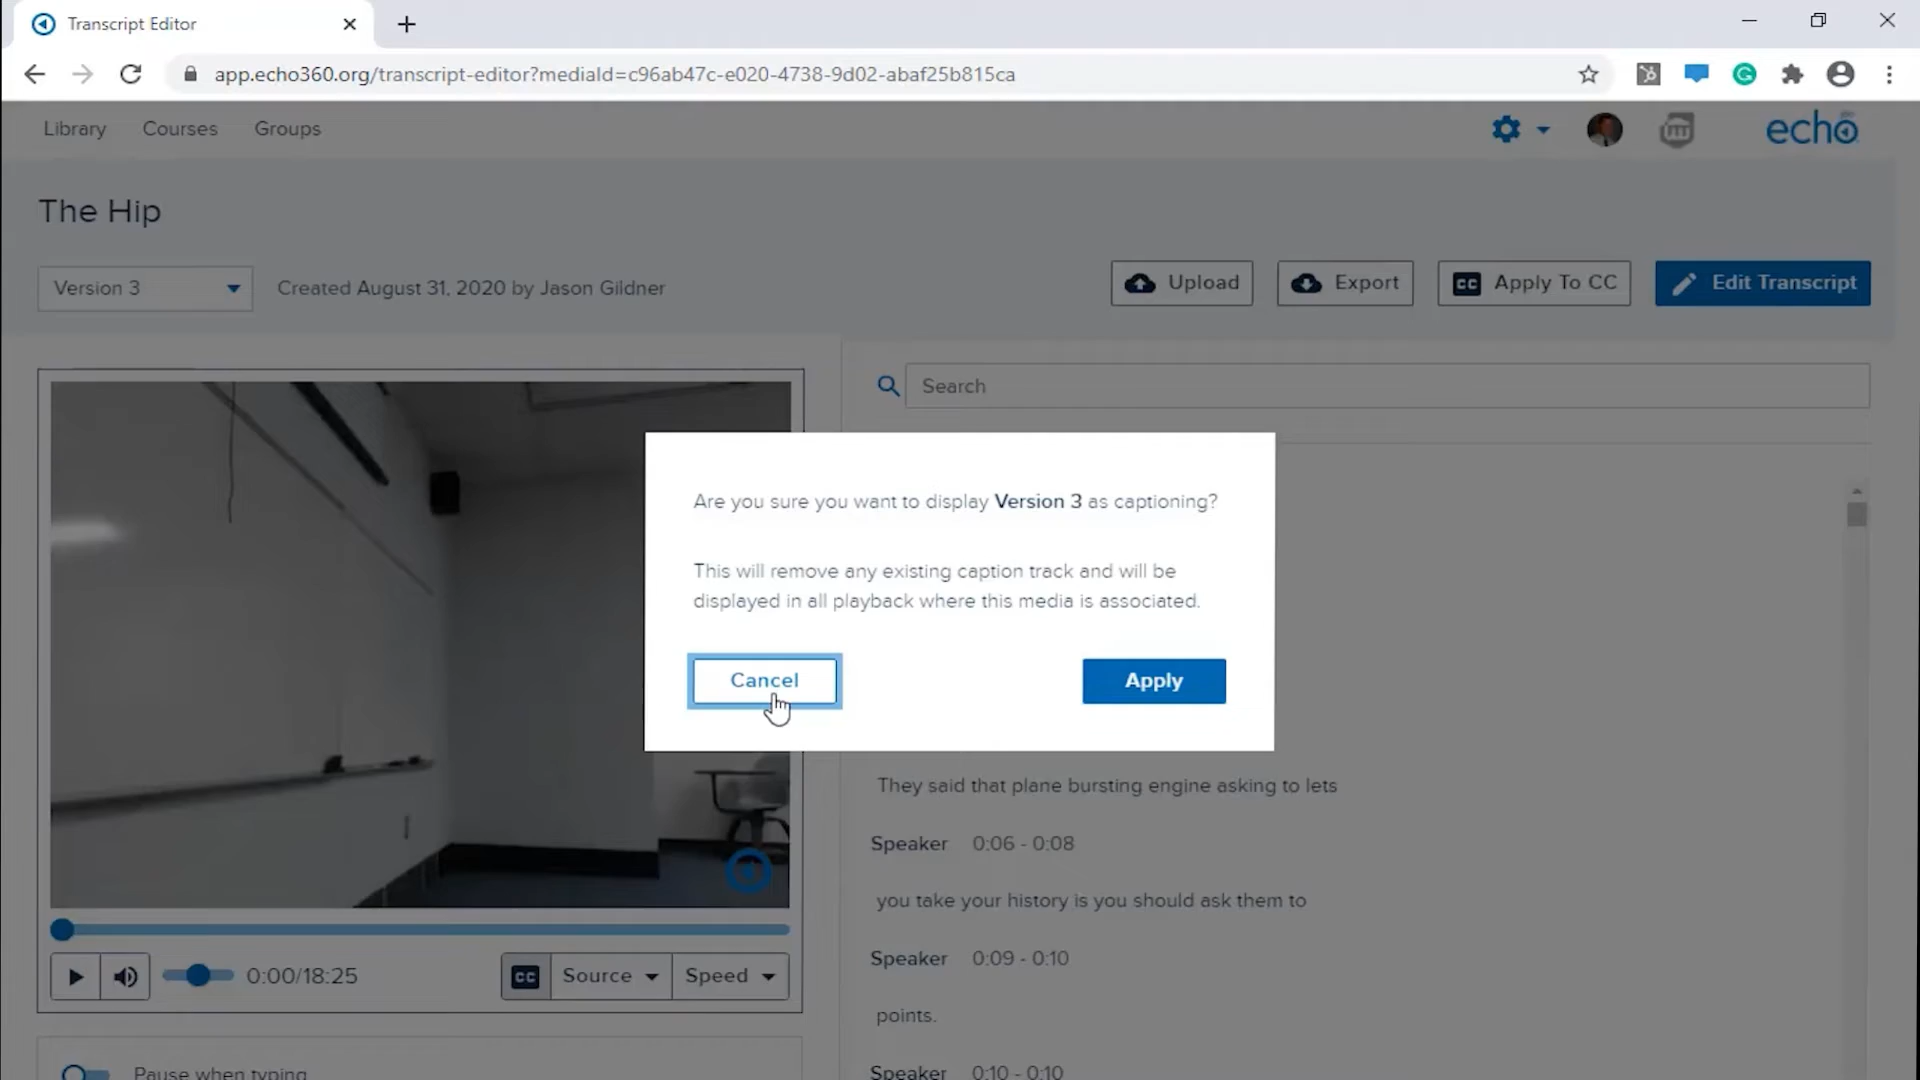 Transcript Editor
app.echo360.org/transcript-editor?mediaId=c96ab47c-e020-4738-9d02-abaf25b815ca
Library Courses Groups
echo
The Hip
Version 3
Created August 31, 2020 by Jason Gildner
Upload
Export
CC Apply To CC
Edit Transcript
Search
Are you sure you want to display Version 3 as captioning?
This will remove any existing caption track and will be
displayed in all playback where this media is associated.
Cancel
Apply
They said that plane bursting engine asking to lets
Speaker 0:06 - 0:08
you take your history is you should ask them to
Speaker 0:09 - 0:10
points.
Speaker 0:10 - 0:10
0:00/18:25
CC
Source
Speed
Pause when typing